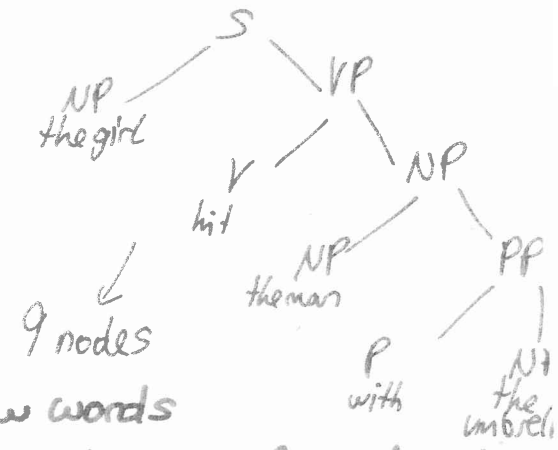 S
NP VP
the girl
V NP
hit
NP PP
the man
9 nodes
P
with the
words